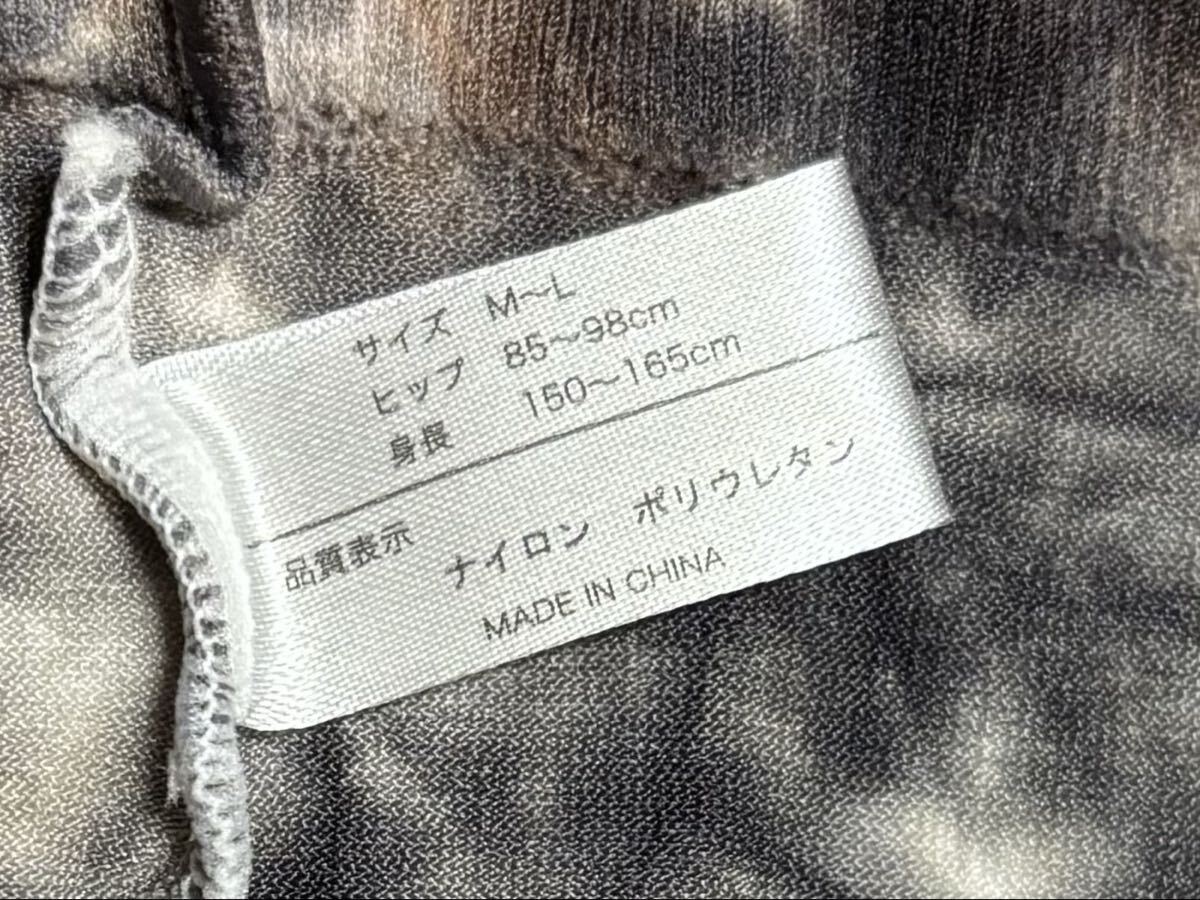 サイズ M～L
ヒップ 85～98cm
身長 150～165cm
品質表示
ナイロン ポリウレタン
MADE IN CHINA